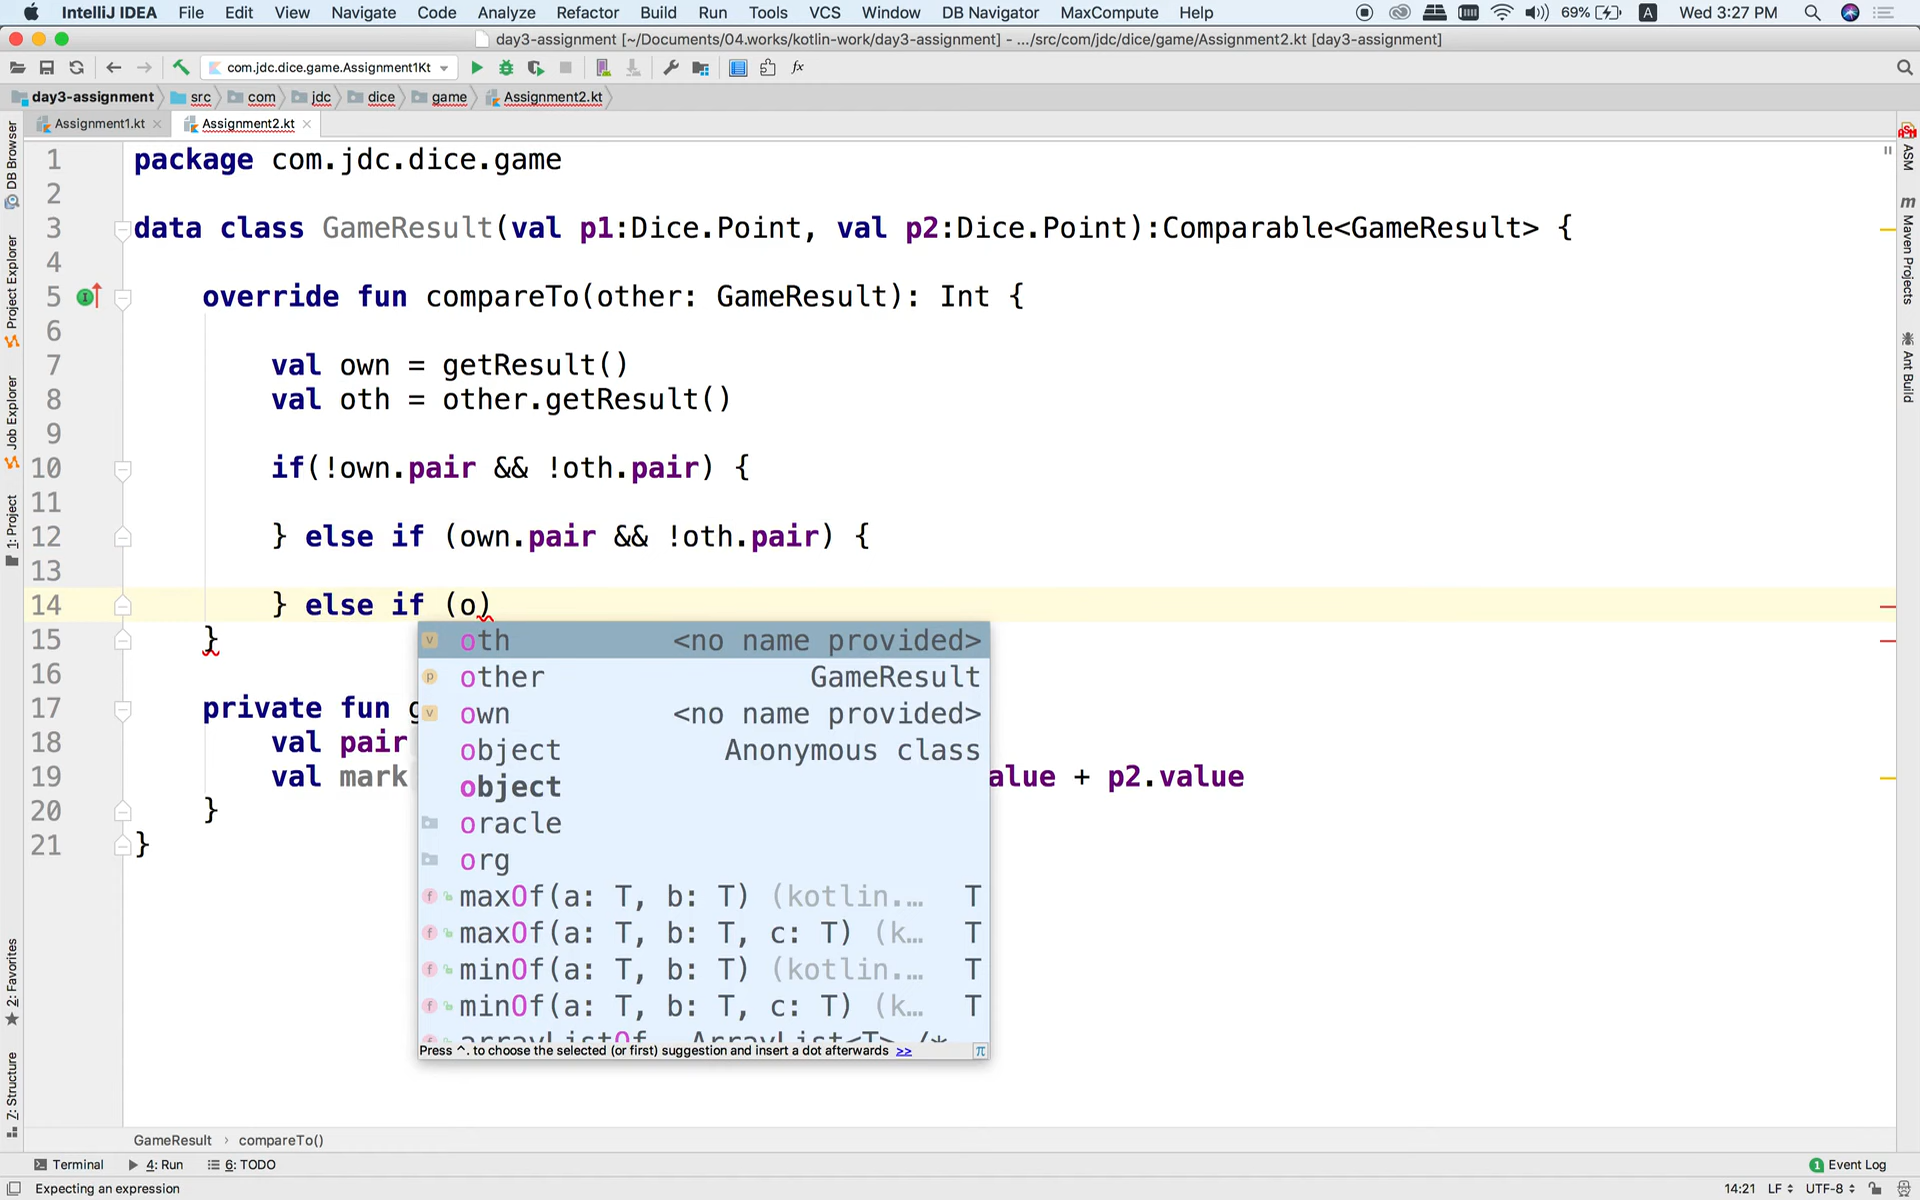 IntelliJ IDEA File Edit View Navigate Code Analyze Refactor Build Run Tools VCS Window DB Navigator MaxCompute Help 69% A Wed 3:27 PM
day3-assignment [~/Documents/04.works/kotlin-work/day3-assignment] - .../src/com/jdc/dice/game/Assignment2.kt [day3-assignment]
com.jdc.dice.game.Assignment1Kt
day3-assignment src com jdc dice game Assignment2.kt
Assignment1.kt Assignment2.kt
DB Browser
Project Explorer
Job Explorer
1: Project
2: Favorites
Z: Structure
1 package com.jdc.dice.game
2
3 data class GameResult(val p1:Dice.Point, val p2:Dice.Point):Comparable<GameResult> {
4
5 override fun compareTo(other: GameResult): Int {
6
7 val own = getResult()
8 val oth = other.getResult()
9
10 if(!own.pair && !oth.pair) {
11
12 } else if (own.pair && !oth.pair) {
13
14 } else if (o)
15 }
16
17 private fun g
18 val pair
19 val mark alue + p2.value
20 }
21 }
oth <no name provided>
other GameResult
own <no name provided>
object Anonymous class
object
oracle
org
maxOf(a: T, b: T) (kotlin.… T
maxOf(a: T, b: T, c: T) (k… T
minOf(a: T, b: T) (kotlin.… T
minOf(a: T, b: T, c: T) (k… T
Press ^. to choose the selected (or first) suggestion and insert a dot afterwards >> π
ASM
Maven Projects
Ant Build
GameResult › compareTo()
Terminal 4: Run 6: TODO 1 Event Log
Expecting an expression 14:21 LF UTF-8